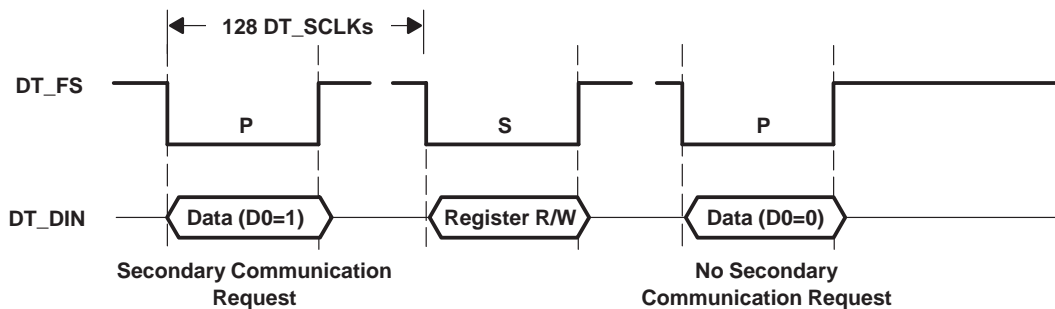 128 DT_SCLKs
DT_FS
P
S
P
DT_DIN
Data (D0=1)
Register R/W
Data (D0=0)
Secondary Communication
Request
No Secondary
Communication Request